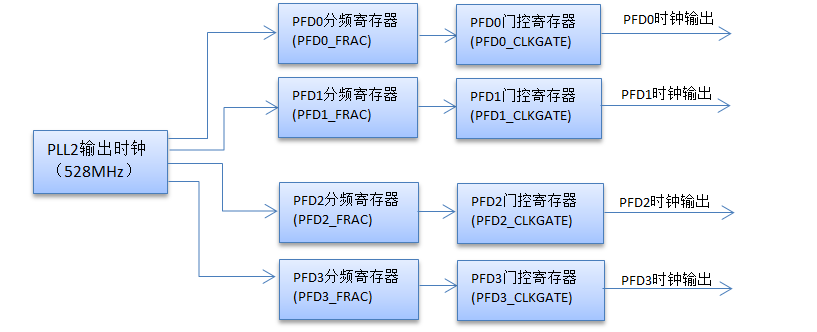 PFD0分频寄存器
(PFD0_FRAC)
PFD0门控寄存器
(PFD0_CLKGATE)
PFD0时钟输出
PFD1分频寄存器
(PFD1_FRAC)
PFD1门控寄存器
(PFD1_CLKGATE)
PFD1时钟输出
PLL2输出时钟
（528MHz）
PFD2分频寄存器
(PFD2_FRAC)
PFD2门控寄存器
(PFD2_CLKGATE)
PFD2时钟输出
PFD3分频寄存器
(PFD3_FRAC)
PFD3门控寄存器
(PFD3_CLKGATE)
PFD3时钟输出